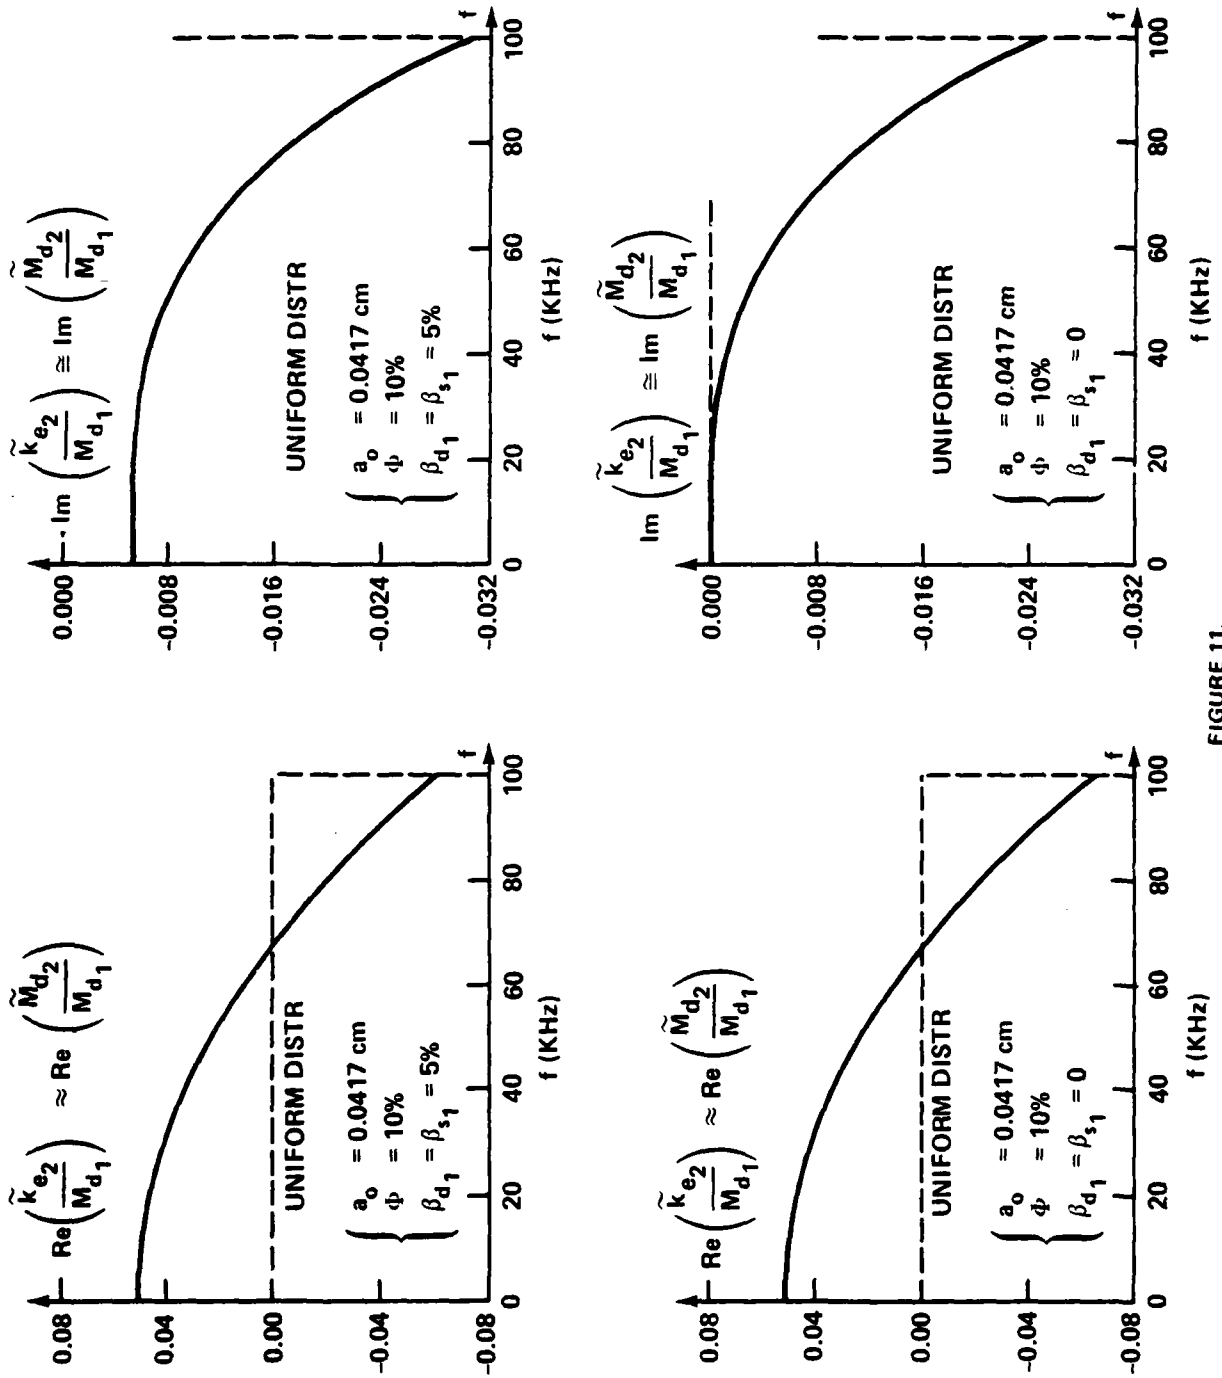 Re (k̃e2 / Md1) ≈ Re (M̃d2 / Md1)
0.08
0.04
0.00
-0.04
-0.08
UNIFORM DISTR
ao = 0.0417 cm
Φ = 10%
βd1 = βs1 = 5%
0 20 40 60 80 100
f
f (KHz)
Im (k̃e2 / Md1) ≅ Im (M̃d2 / Md1)
0.000
-0.008
-0.016
-0.024
-0.032
UNIFORM DISTR
ao = 0.0417 cm
Φ = 10%
βd1 = βs1 = 5%
0 20 40 60 80 100
f
f (KHz)
Re (k̃e2 / Md1) ≈ Re (M̃d2 / Md1)
0.08
0.04
0.00
-0.04
-0.08
UNIFORM DISTR
ao = 0.0417 cm
Φ = 10%
βd1 = βs1 = 0
0 20 40 60 80 100
f
f (KHz)
Im (k̃e2 / Md1) ≅ Im (M̃d2 / Md1)
0.000
-0.008
-0.016
-0.024
-0.032
UNIFORM DISTR
ao = 0.0417 cm
Φ = 10%
βd1 = βs1 = 0
0 20 40 60 80 100
f
f (KHz)
FIGURE 11.